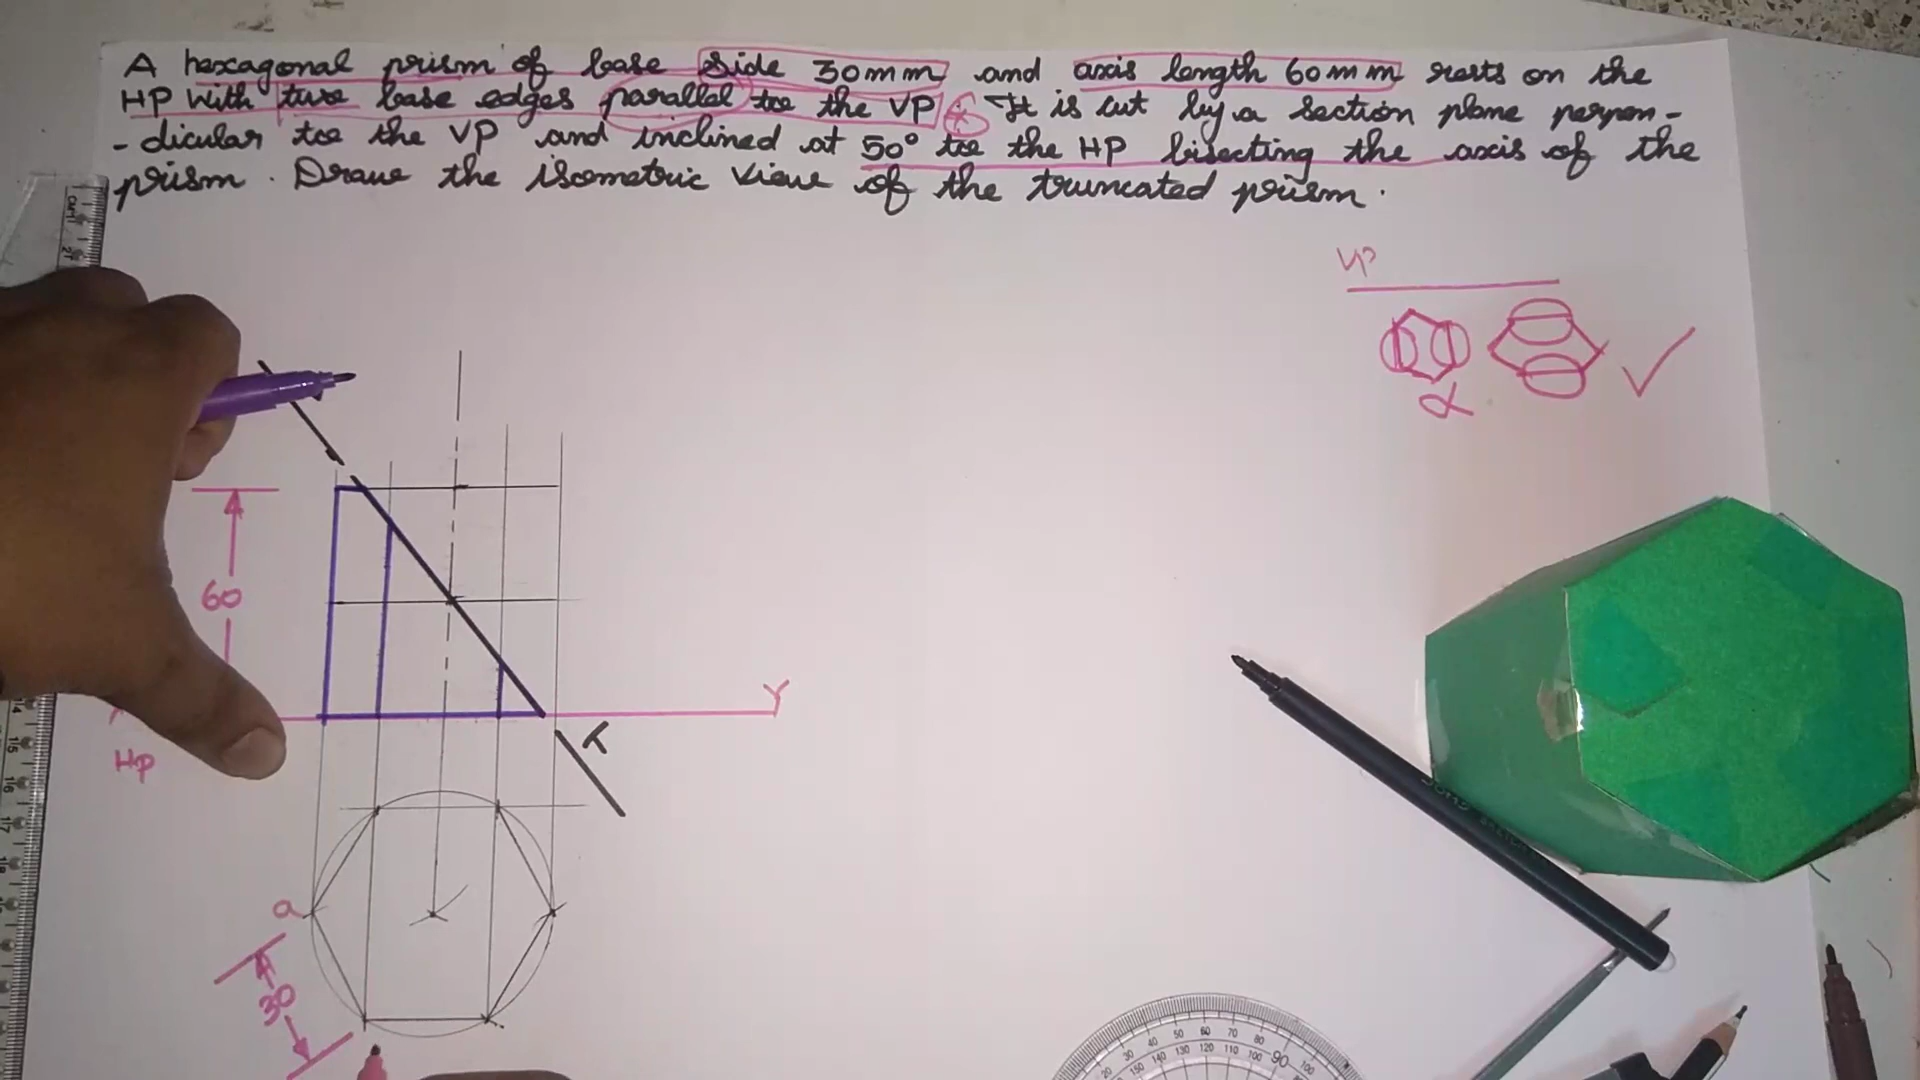 A hexagonal prism of base side 30mm and axis length 60mm rests on the
HP with two base edges parallel to the VP. It is cut by a section plane perpen-
-dicular to the VP and inclined at 50° to the HP bisecting the axis of the
prism. Draw the isometric view of the truncated prism.
VP
60
Y
HP
T
a
30